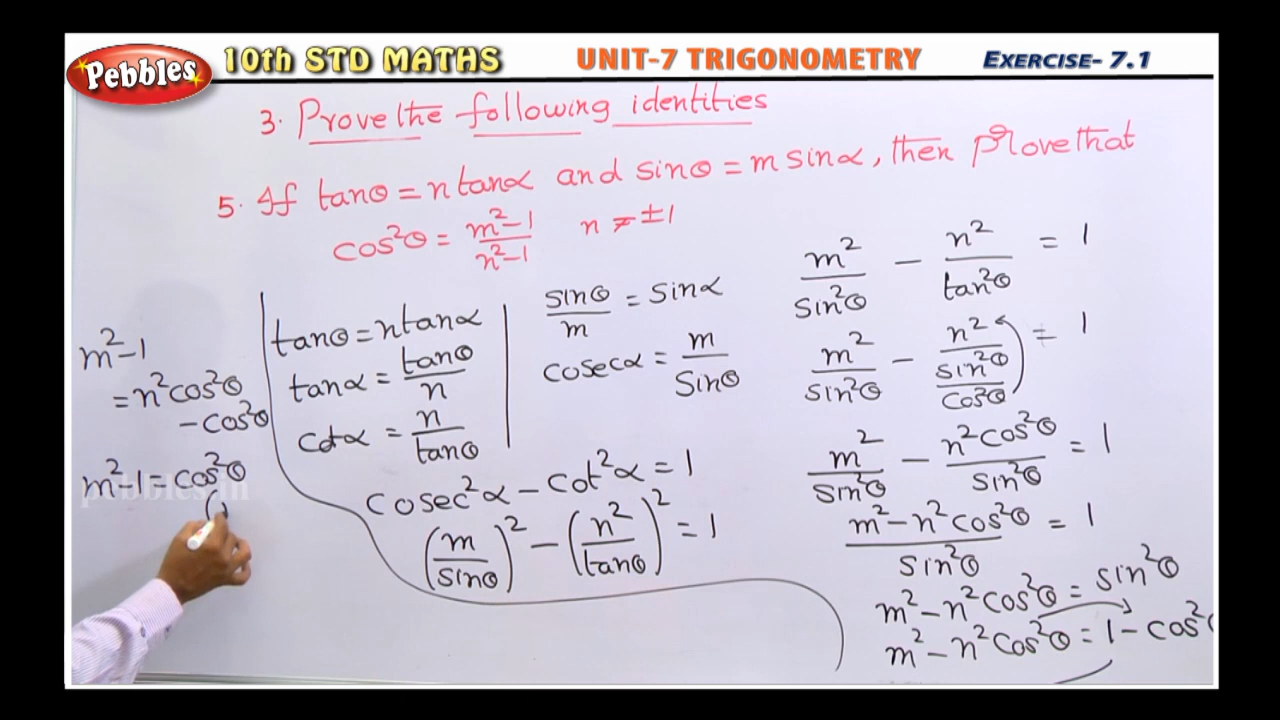 Pebbles 10th STD MATHS UNIT-7 TRIGONOMETRY EXERCISE- 7.1
3. Prove the following identities
5. If tanθ = n tanα and sinθ = m sinα, then Prove that
cos²θ = (m²-1)/(n²-1) n ≠ ±1
tanθ = n tanα
tanα = tanθ/n
cotα = n/tanθ
sinθ/m = sinα
cosecα = m/sinθ
cosec²α - cot²α = 1
(m/sinθ)² - (n²/tanθ)² = 1
m²/sin²θ - n²/tan²θ = 1
m²/sin²θ - n²/(sin²θ/cos²θ) = 1
m²/sin²θ - n²cos²θ/sin²θ = 1
(m² - n²cos²θ)/sin²θ = 1
m² - n²cos²θ = sin²θ
m² - n²cos²θ = 1 - cos²
m²-1
= n²cos²θ
- cos²θ
m²-1 = cos²θ
(
pebbles.in